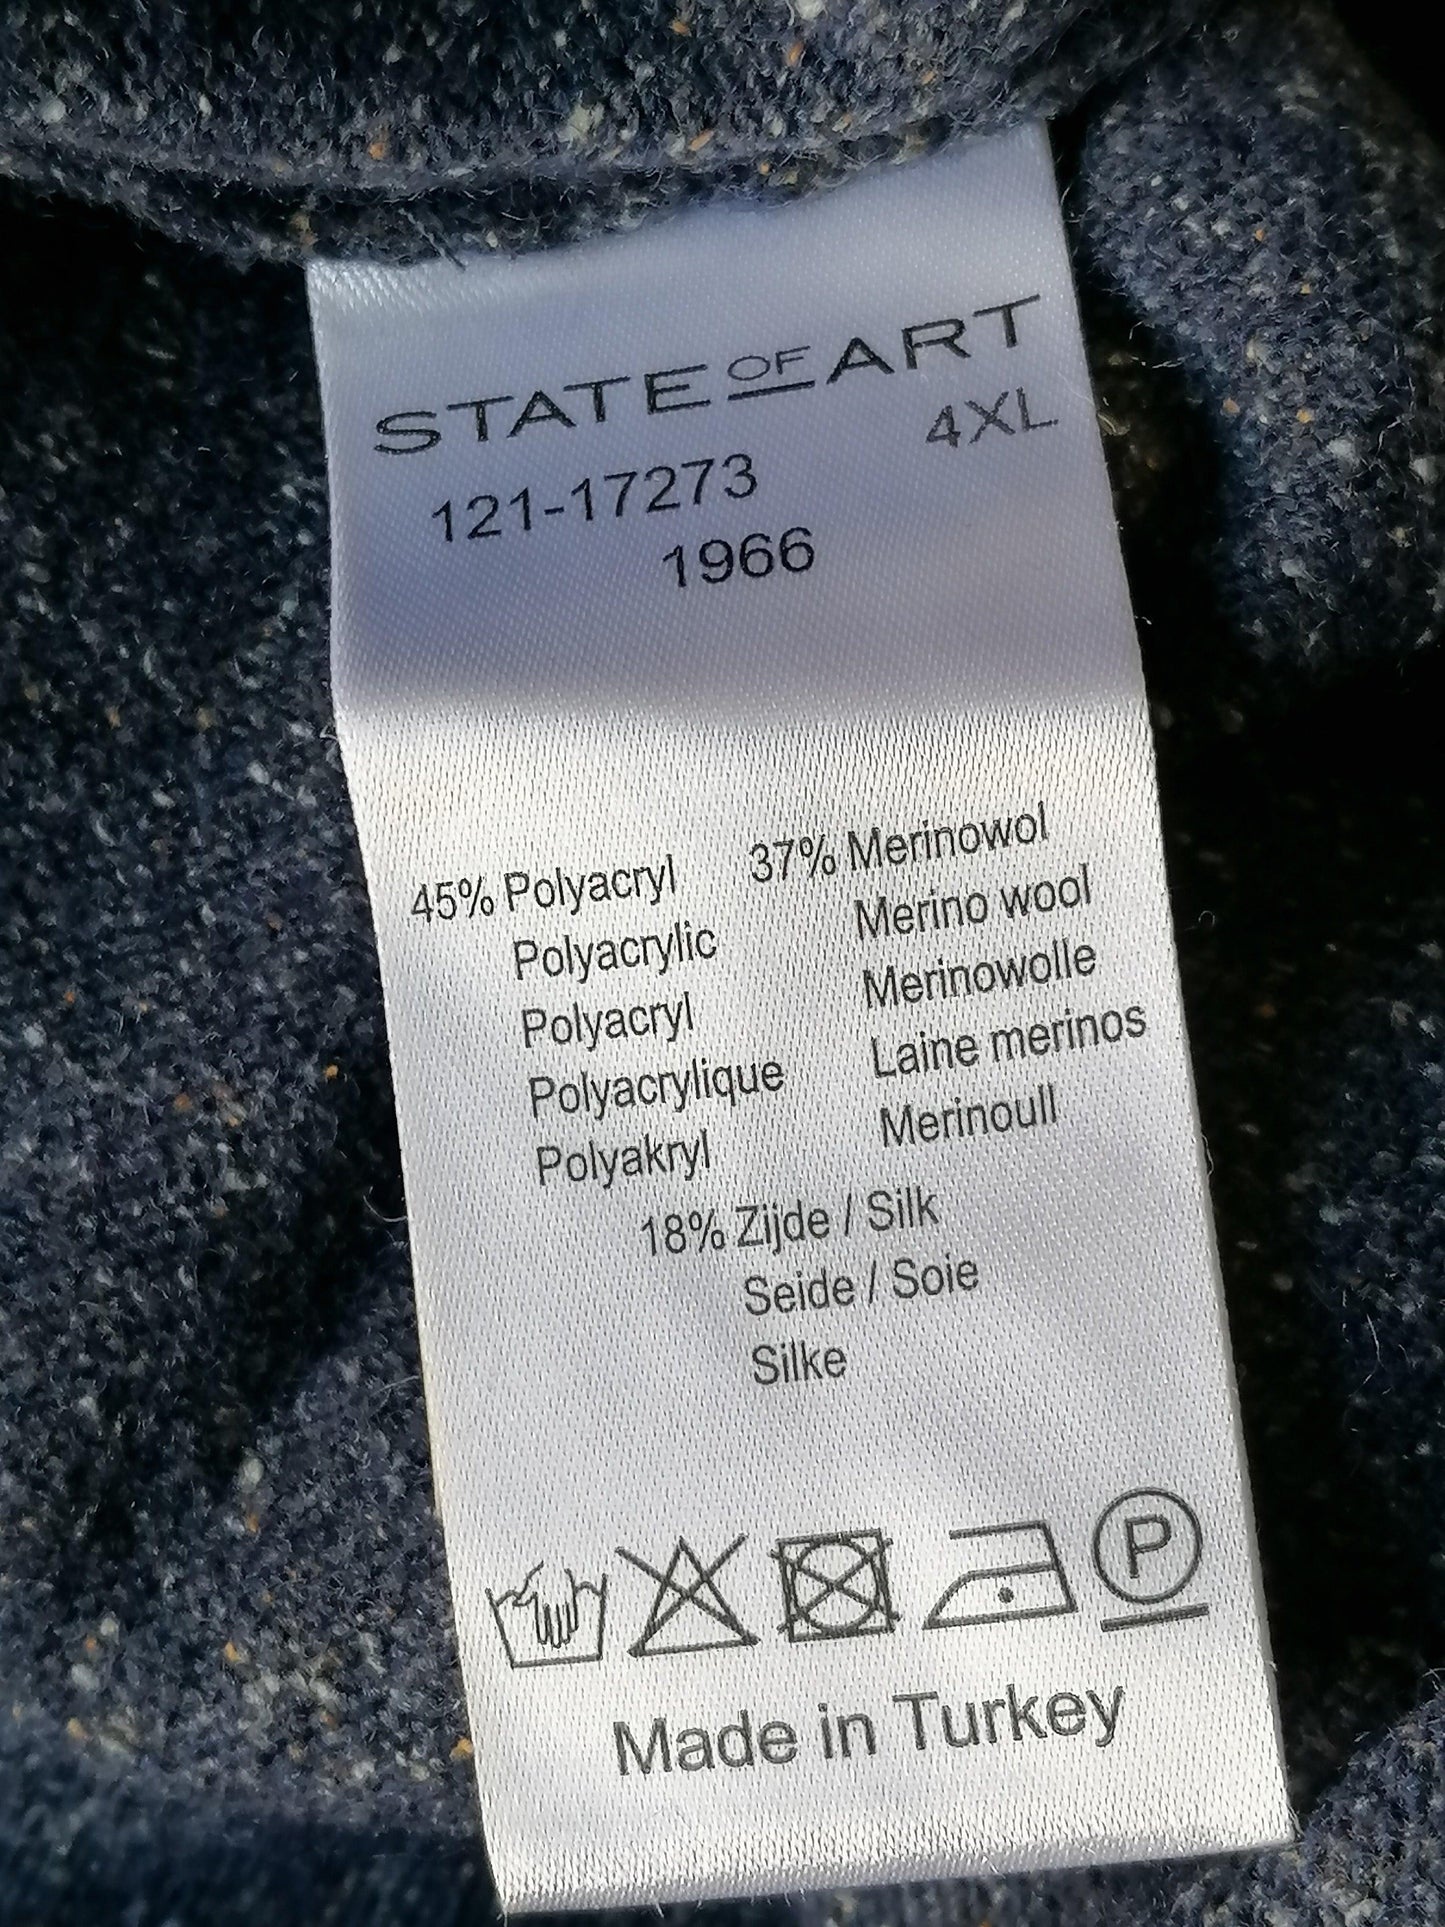 STATE OF ART
4XL
121-17273
1966
45% Polyacryl 37% Merinowol
Polyacrylic Merino wool
Polyacryl Merinowolle
Polyacrylique Laine merinos
Polyakryl Merinoull
18% Zijde / Silk
Seide / Soie
Silke
P
Made in Turkey